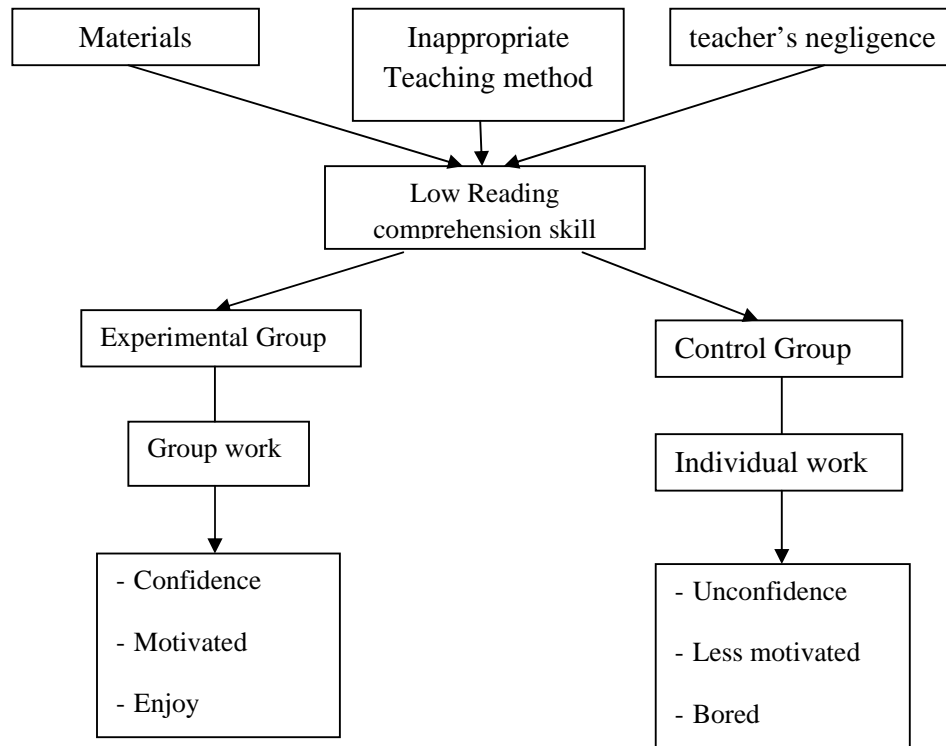 Materials
Inappropriate
Teaching method
teacher’s negligence
Low Reading
comprehension skill
Experimental Group
Control Group
Group work
Individual work
- Confidence
- Motivated
- Enjoy
- Unconfidence
- Less motivated
- Bored